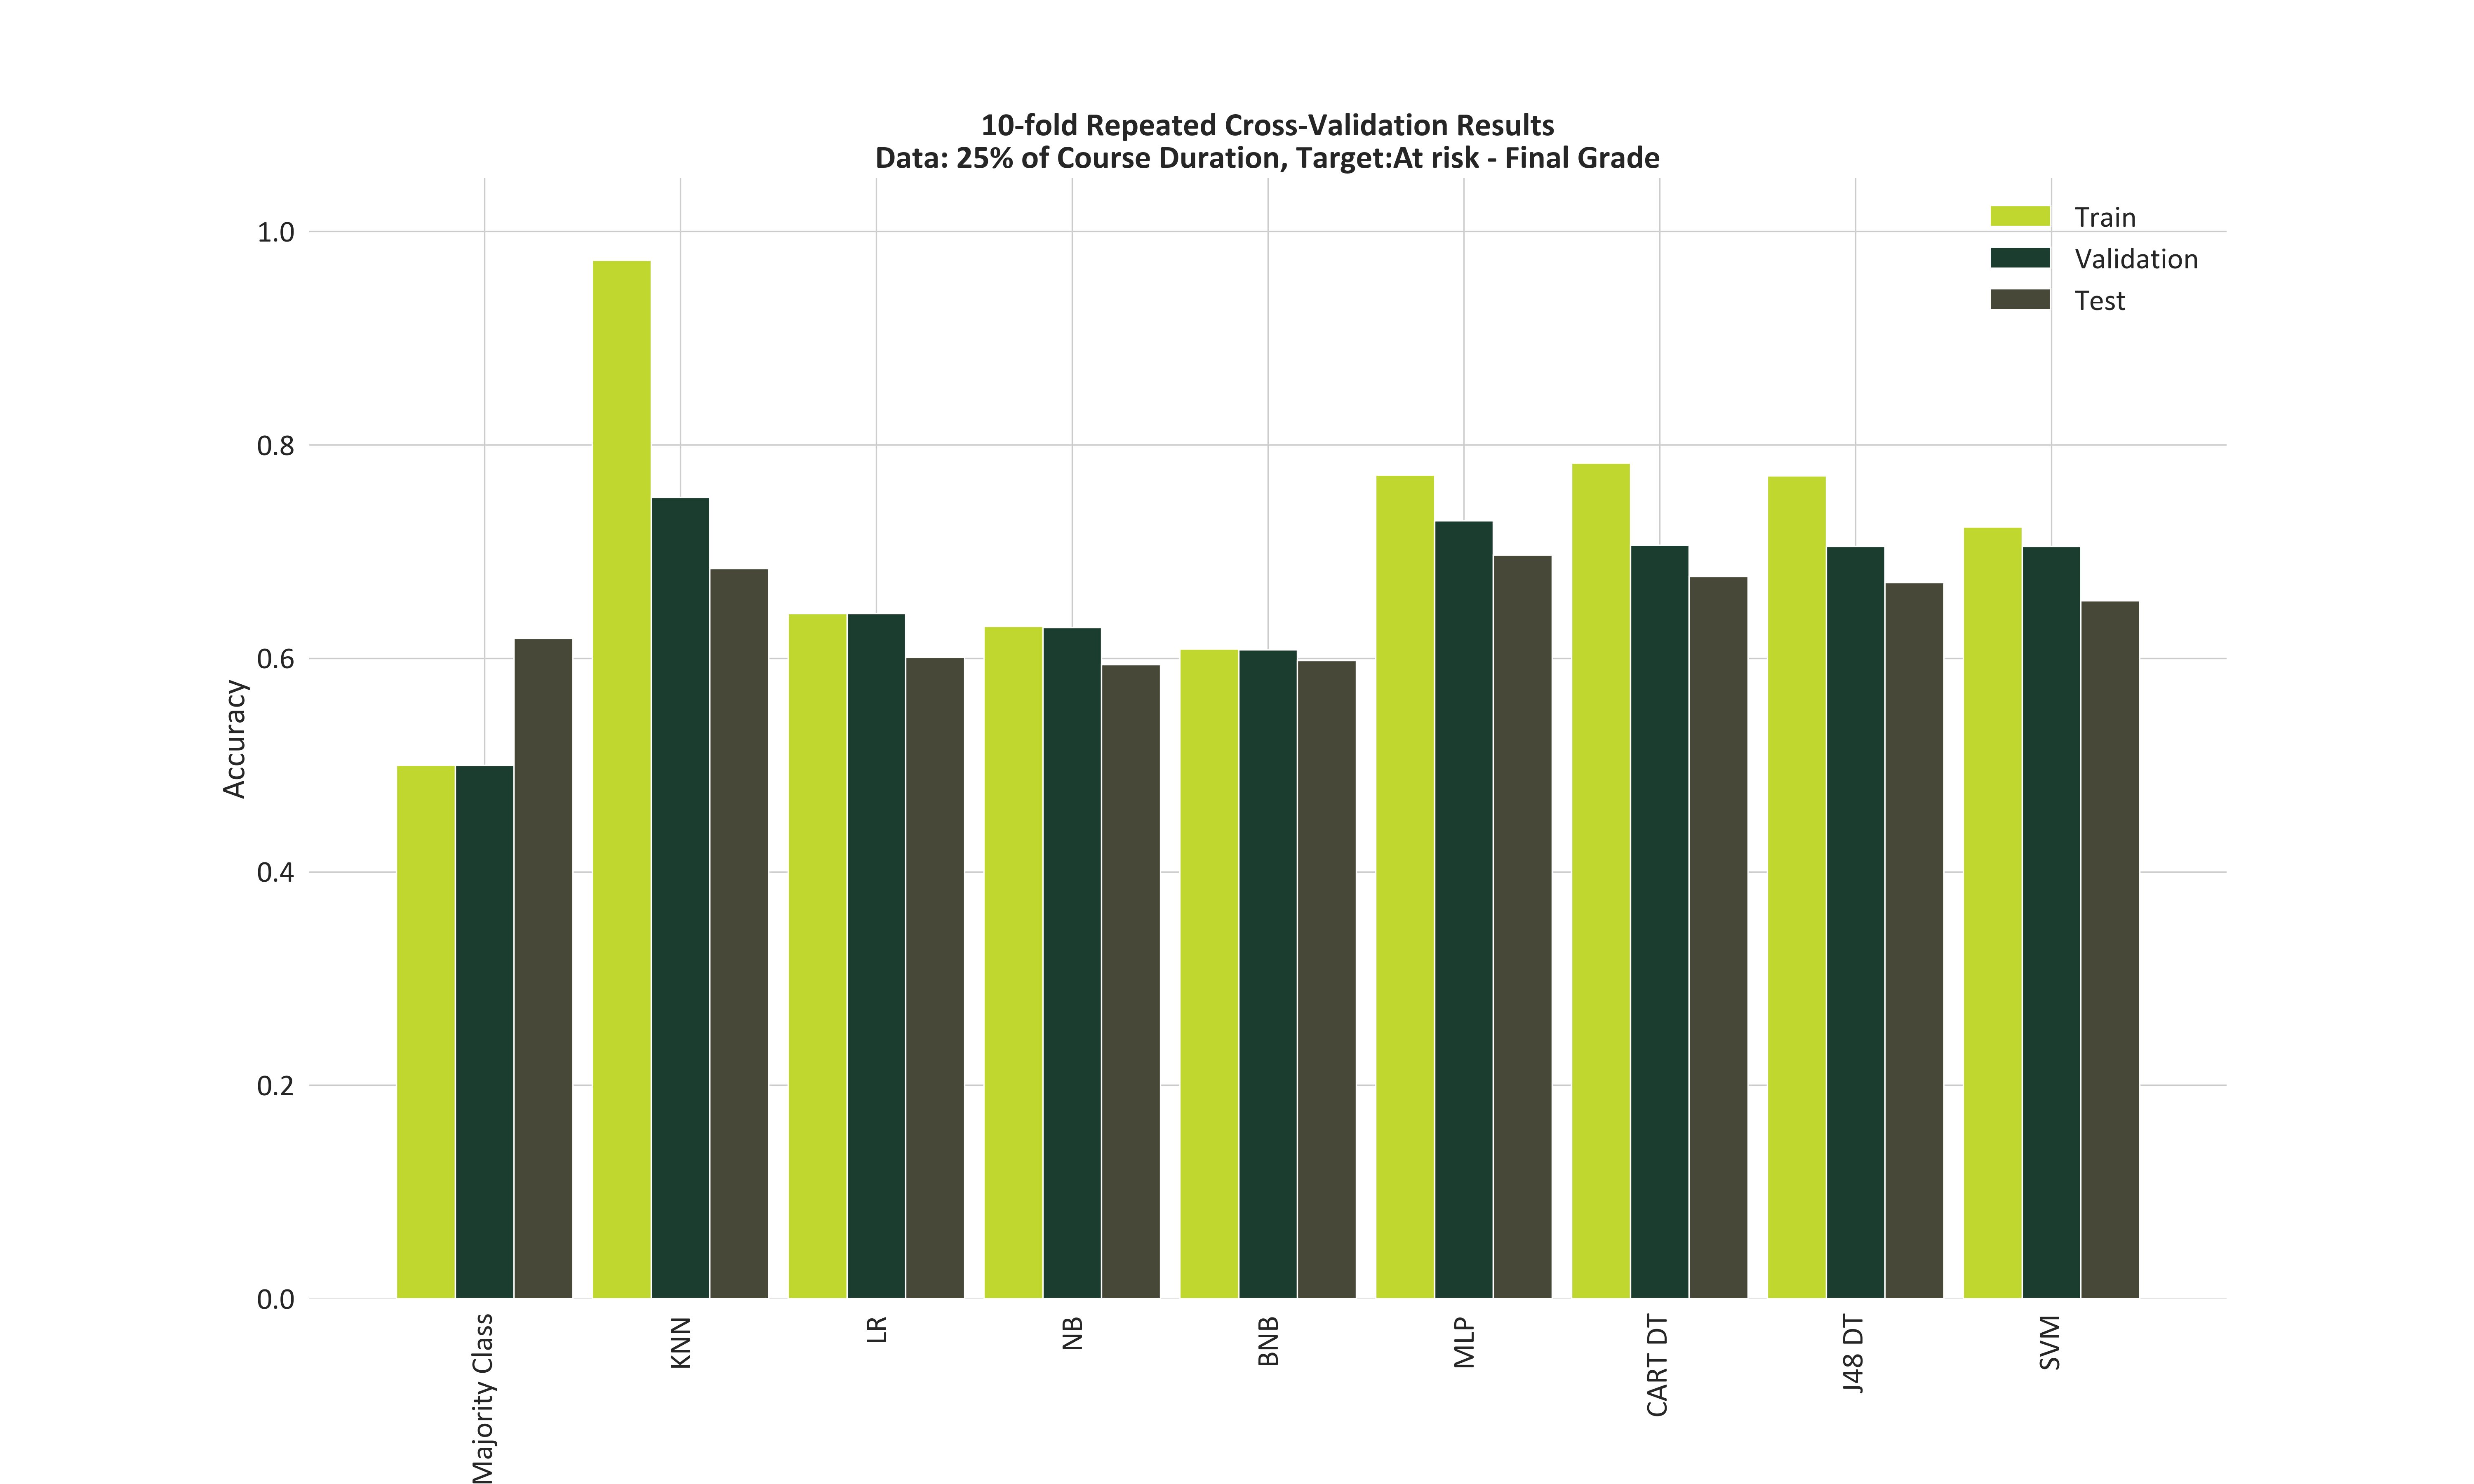 10-fold Repeated Cross-Validation Results
Data: 25% of Course Duration, Target:At risk - Final Grade
Train
Validation
Test
Accuracy
1.0
0.8
0.6
0.4
0.2
0.0
Majority Class
KNN
LR
NB
BNB
MLP
CART DT
J48 DT
SVM